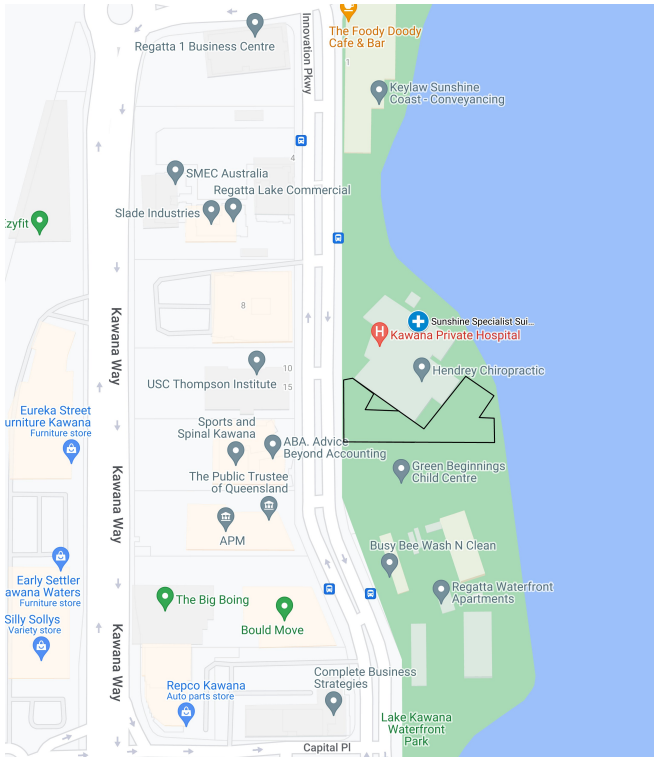 The Foody Doody
Cafe & Bar
Regatta 1 Business Centre
Innovation Pkwy
1
Keylaw Sunshine
Coast - Conveyancing
4
SMEC Australia
Regatta Lake Commercial
Slade Industries
zyfit
8
Kawana Way
Sunshine Specialist Sui...
H
Kawana Private Hospital
10
Hendrey Chiropractic
USC Thompson Institute
15
Eureka Street
urniture Kawana
Furniture store
Sports and
Spinal Kawana
ABA. Advice
Beyond Accounting
Kawana Way
Green Beginnings
Child Centre
The Public Trustee
of Queensland
APM
Busy Bee Wash N Clean
Early Settler
awana Waters
Furniture store
Regatta Waterfront
Apartments
The Big Boing
Silly Sollys
Variety store
Bould Move
Kawana Way
Complete Business
Strategies
Repco Kawana
Auto parts store
Lake Kawana
Waterfront
Park
Capital Pl